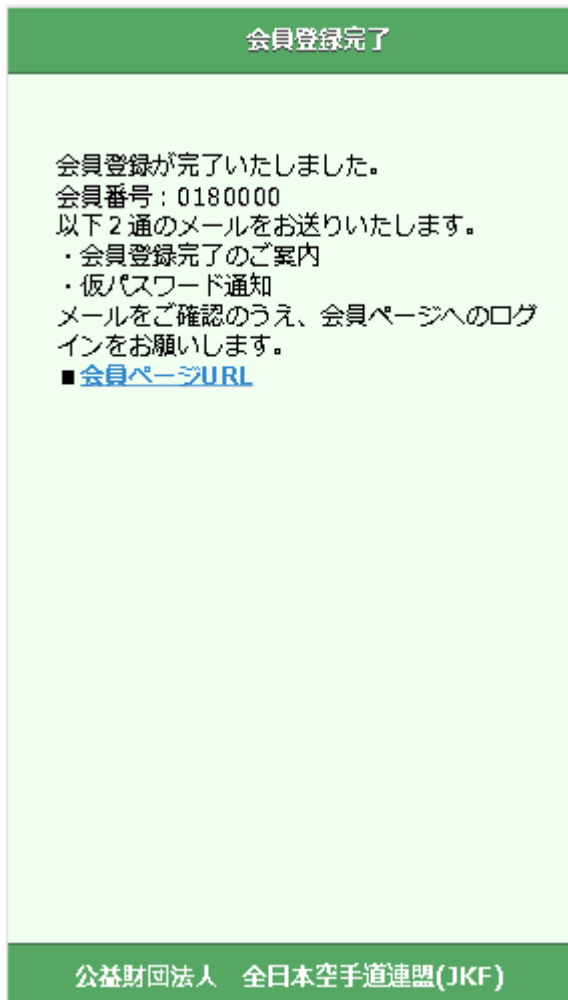 会員登録完了
会員登録が完了いたしました。
会員番号：0180000
以下２通のメールをお送りいたします。
・会員登録完了のご案内
・仮パスワード通知
メールをご確認のうえ、会員ページへのログ
インをお願いします。
■会員ページURL
公益財団法人　全日本空手道連盟(JKF)